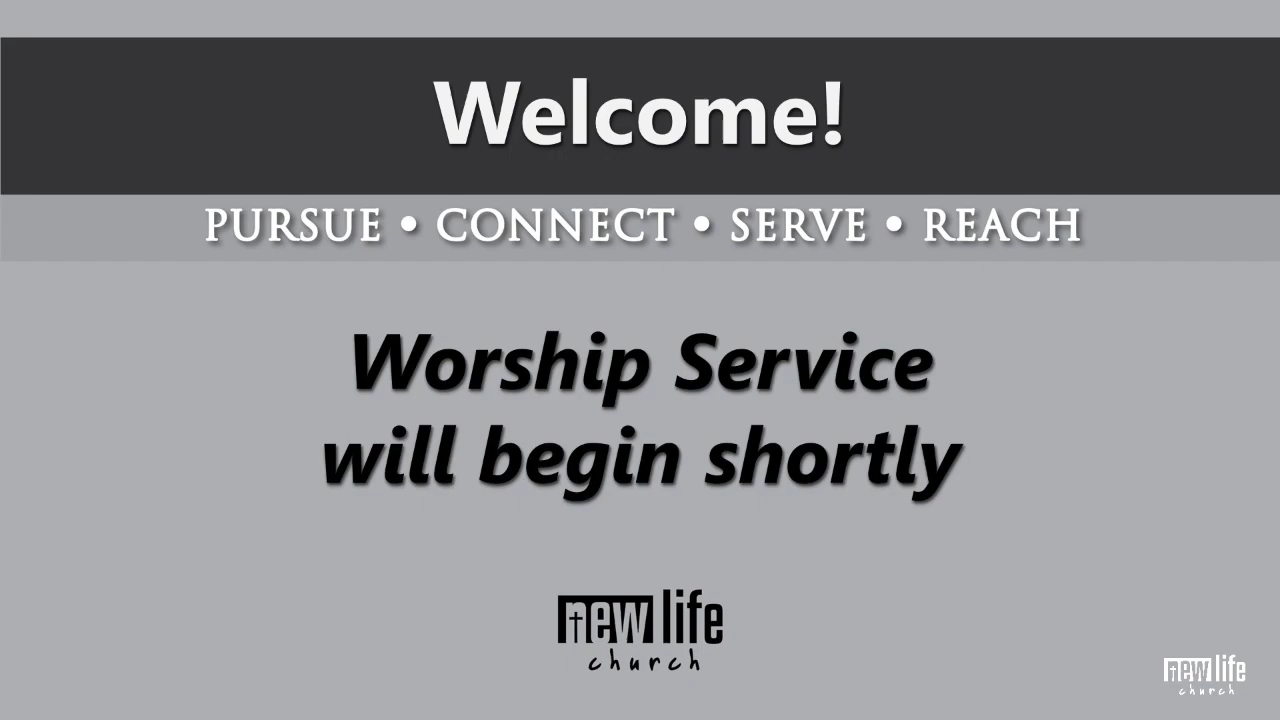 Welcome!
PURSUE • CONNECT • SERVE • REACH
Worship Service
will begin shortly
new life
church
new life
church